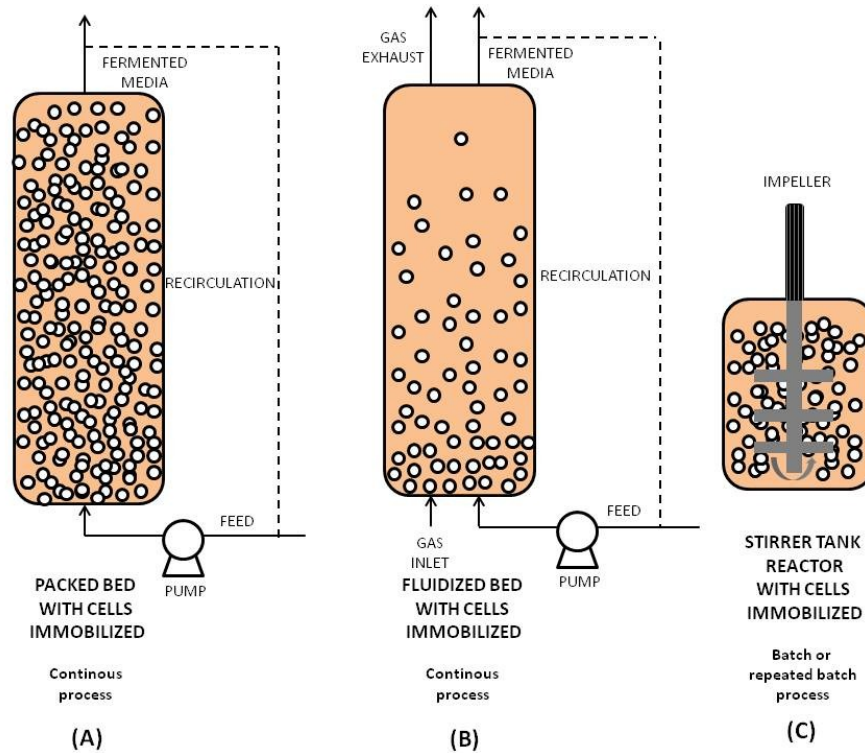 FERMENTED
MEDIA
RECIRCULATION
FEED
PUMP
PACKED BED
WITH CELLS
IMMOBILIZED
Continous
process
(A)
GAS
EXHAUST
FERMENTED
MEDIA
RECIRCULATION
FEED
GAS
INLET
PUMP
FLUIDIZED BED
WITH CELLS
IMMOBILIZED
Continous
process
(B)
IMPELLER
STIRRER TANK
REACTOR
WITH CELLS
IMMOBILIZED
Batch or
repeated batch
process
(C)